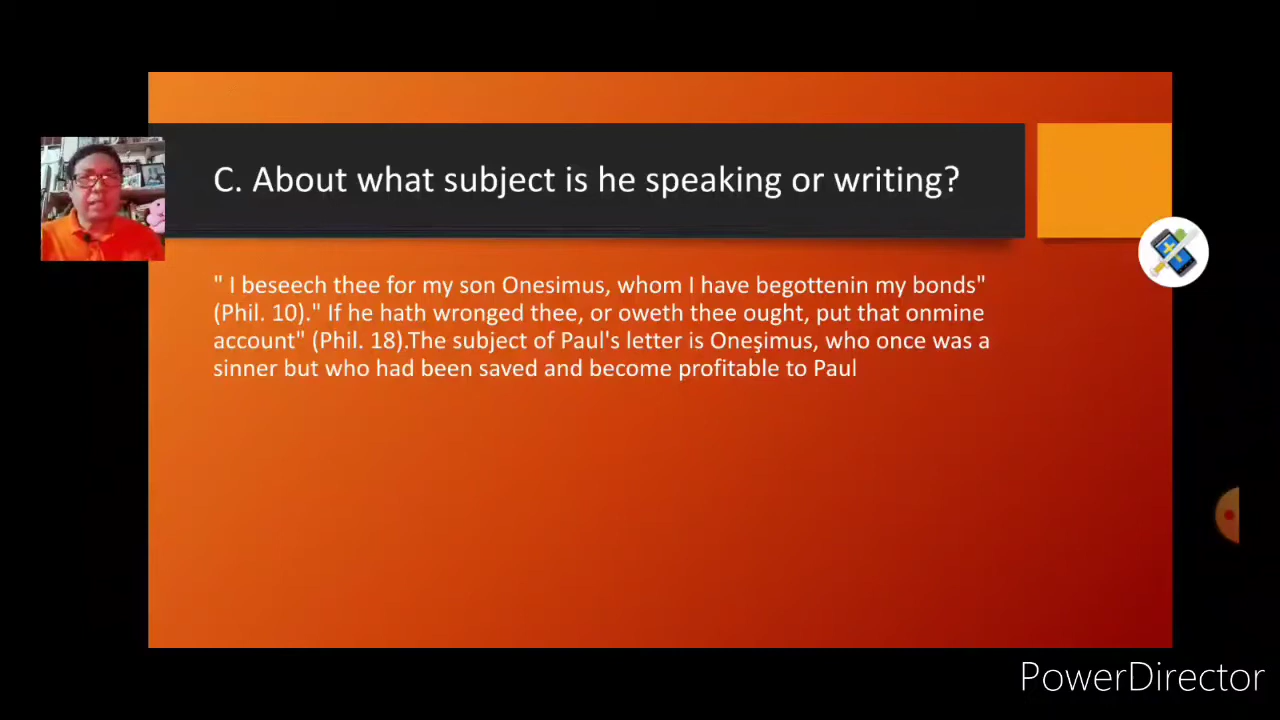 C. About what subject is he speaking or writing?
" I beseech thee for my son Onesimus, whom I have begottenin my bonds"
(Phil. 10)." If he hath wronged thee, or oweth thee ought, put that onmine
account" (Phil. 18).The subject of Paul's letter is Oneşimus, who once was a
sinner but who had been saved and become profitable to Paul
PowerDirector